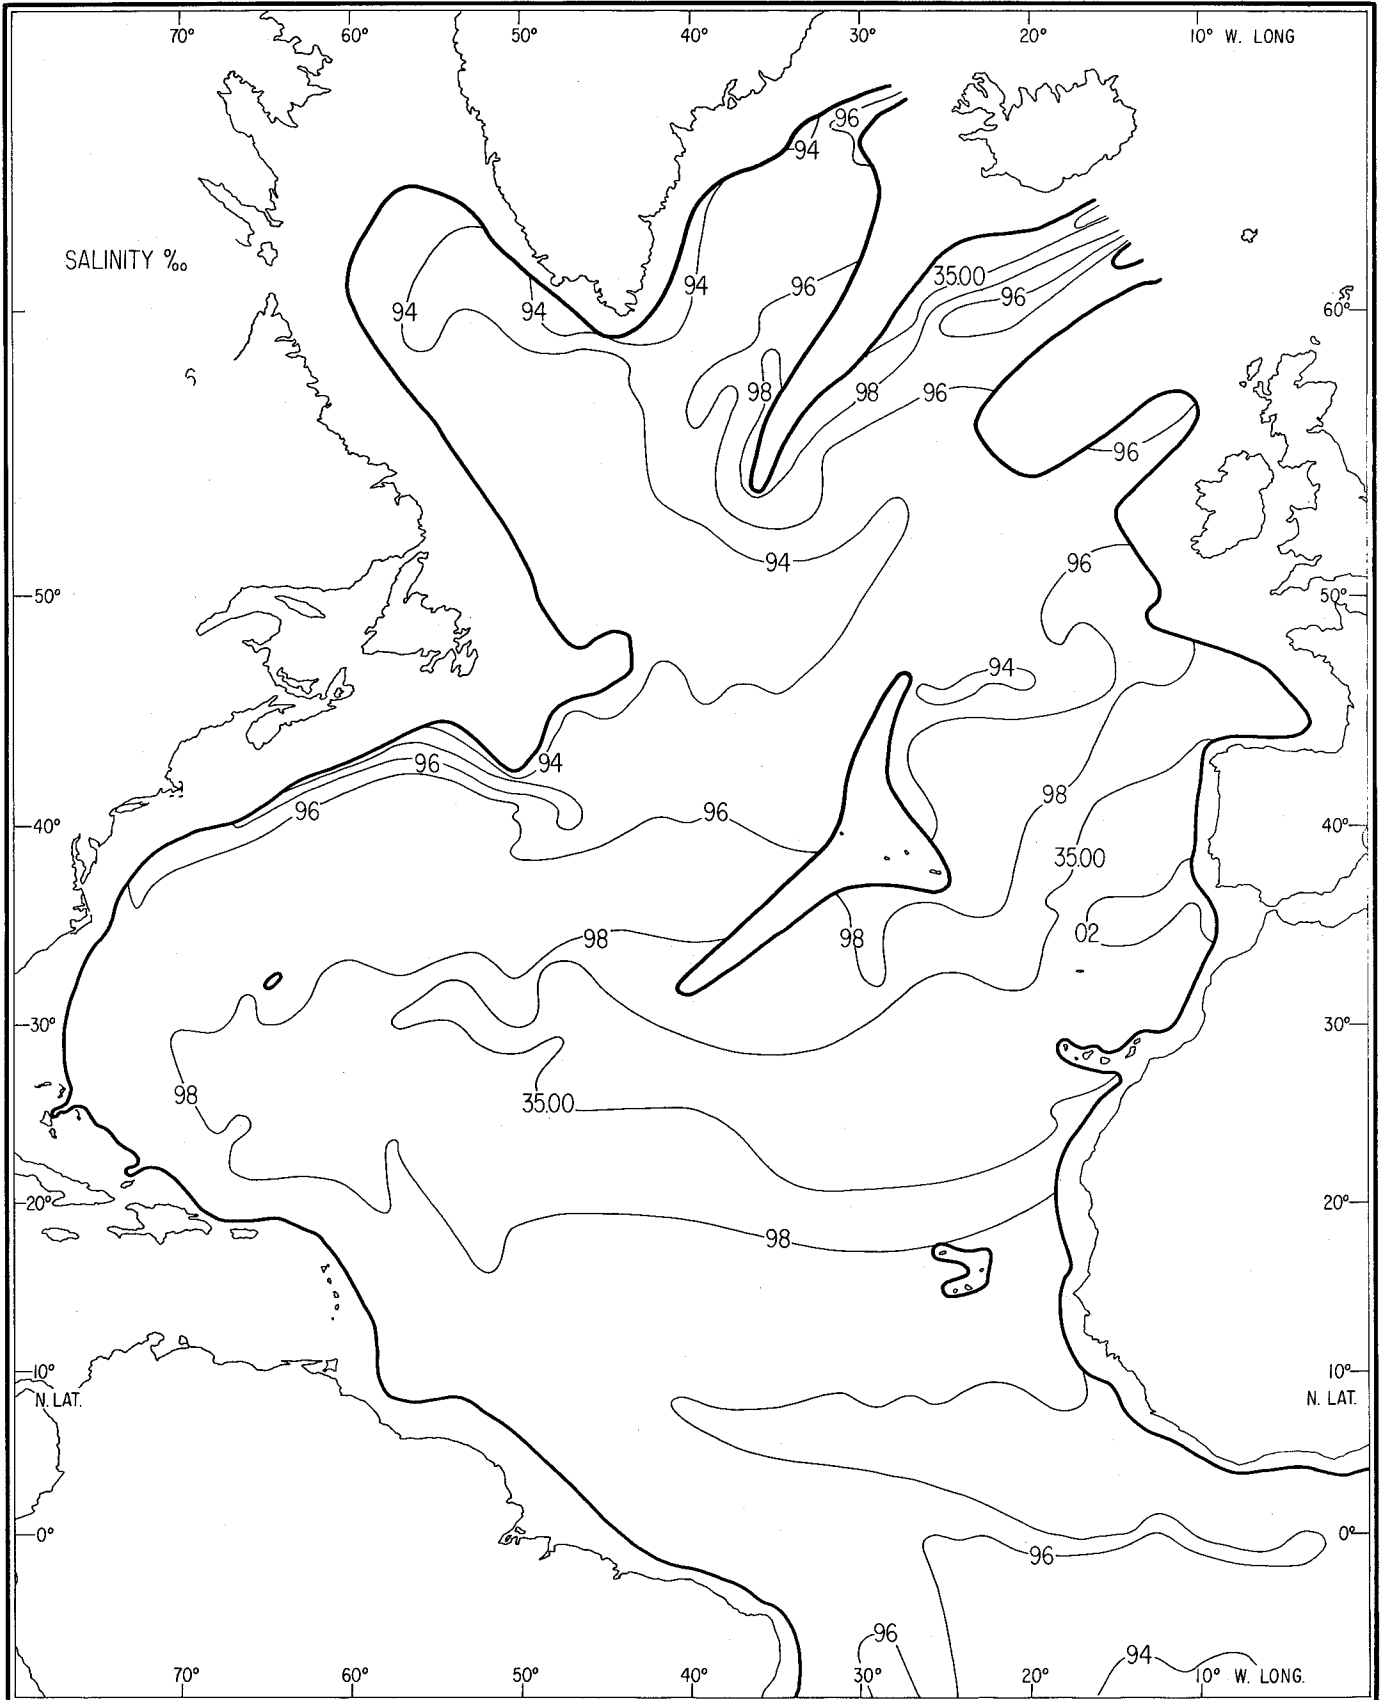 70° 60° 50° 40° 30° 20° 10° W. LONG
96
94
SALINITY ‰
35.00
94 96 96
94 94 60°
98 98 96
96
94 96
50° 50°
94
94
96 98
96 96
40° 40°
35.00
98 98 02
30° 30°
98
35.00
20° 20°
98
10° 10°
N. LAT. N. LAT.
0° 0°
96
96
94
70° 60° 50° 40° 30° 20° 10° W. LONG.